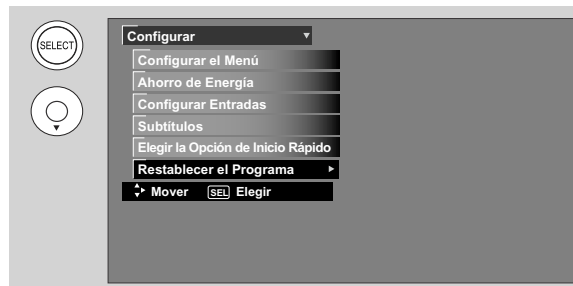 SELECT
Configurar
Configurar el Menú
Ahorro de Energía
Configurar Entradas
Subtítulos
Elegir la Opción de Inicio Rápido
Restablecer el Programa
Mover SEL Elegir